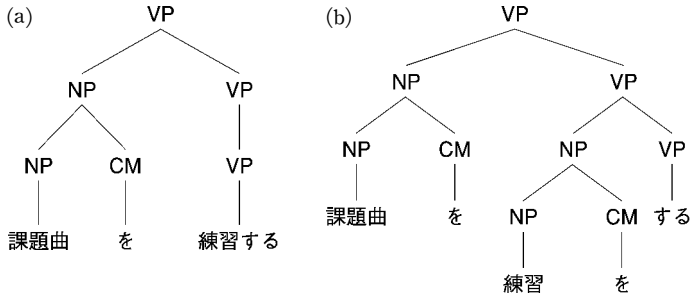 (a) VP (b) VP
NP VP NP VP
NP CM VP NP CM NP VP
課題曲 を 練習する 課題曲 を NP CM する
練習 を